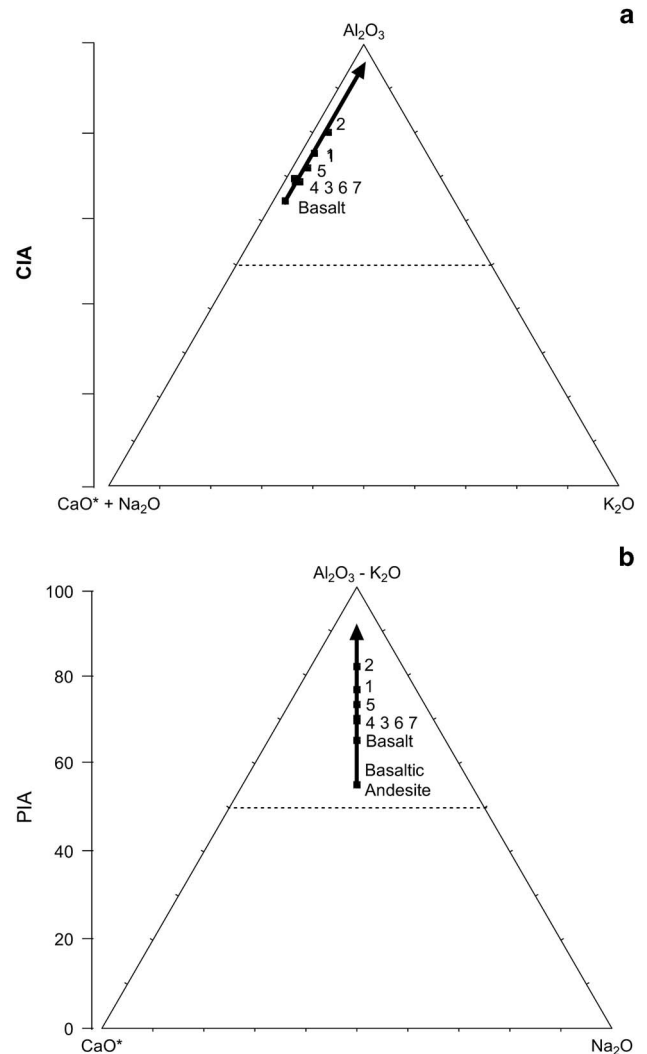 a
Al₂O₃
2
1
5
4 3 6 7
Basalt
CIA
CaO* + Na₂O
K₂O
b
Al₂O₃ - K₂O
100
80
60
40
20
0
2
1
5
4 3 6 7
Basalt
Basaltic
Andesite
PIA
CaO*
Na₂O